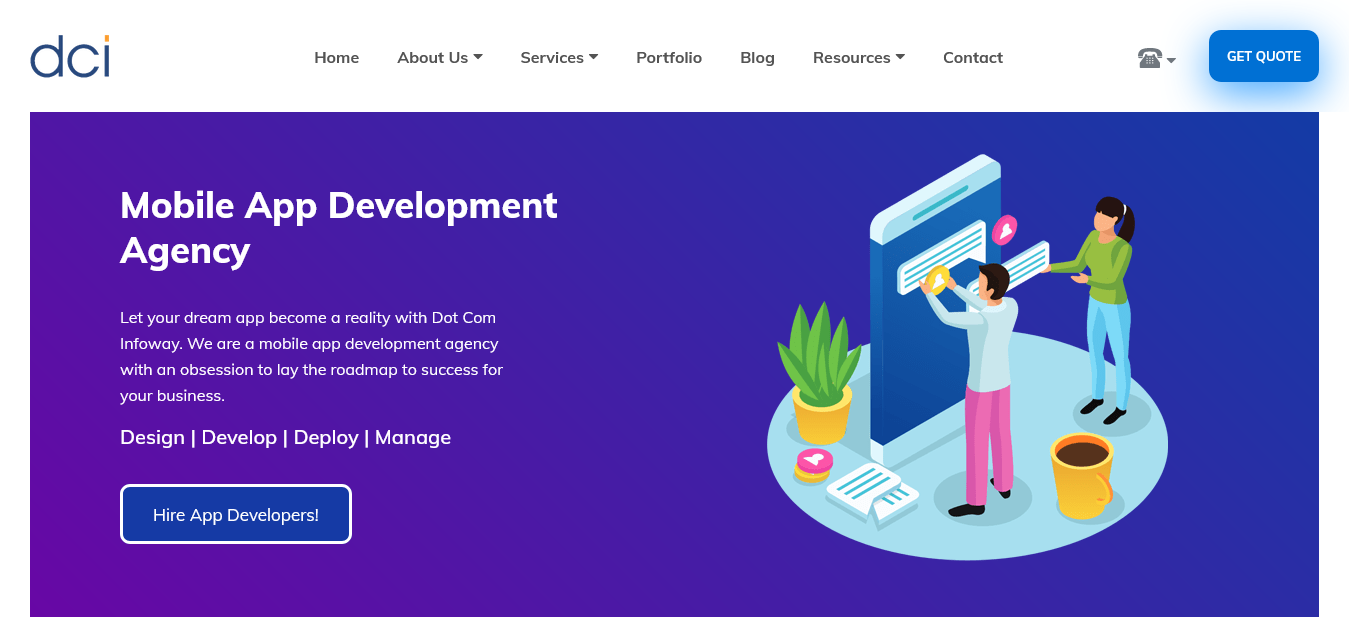 dci
Home
About Us
Services
Portfolio
Blog
Resources
Contact
GET QUOTE
Mobile App Development
Agency
Let your dream app become a reality with Dot Com
Infoway. We are a mobile app development agency
with an obsession to lay the roadmap to success for
your business.
Design | Develop | Deploy | Manage
Hire App Developers!